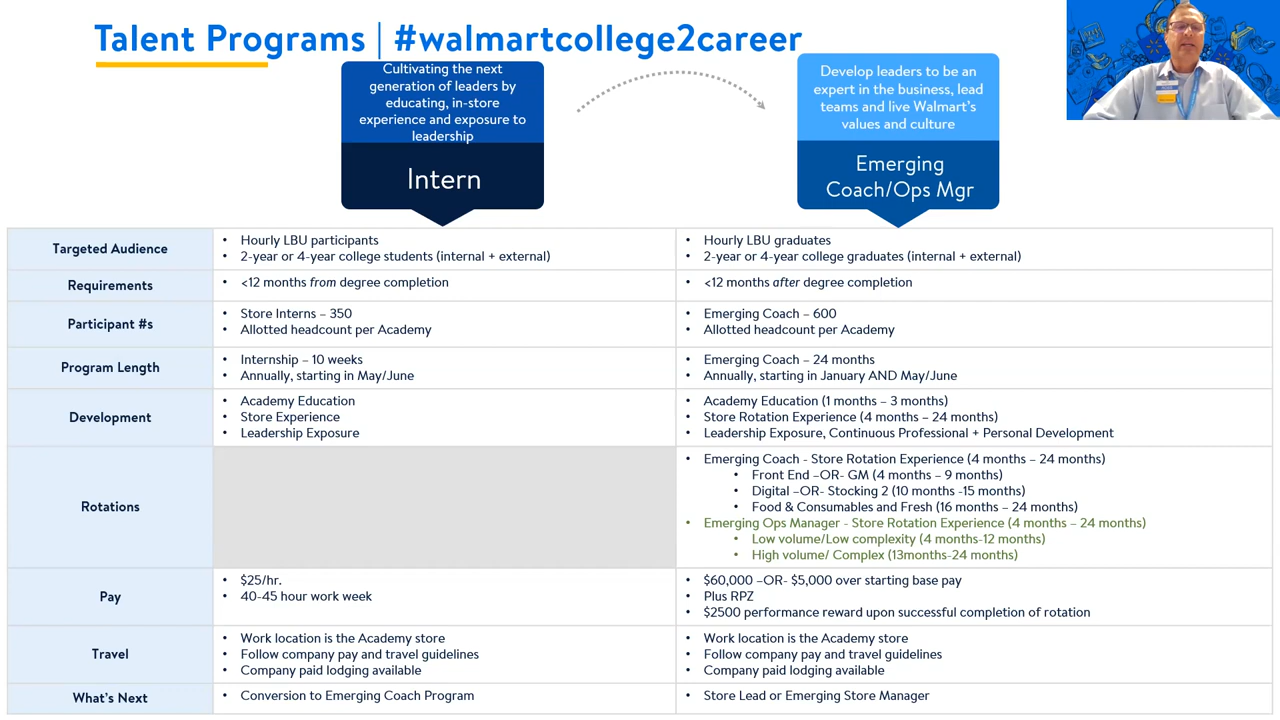 Talent Programs | #walmartcollege2career
Cultivating the next
generation of leaders by
educating, in-store
experience and exposure to
leadership
Intern
Develop leaders to be an
expert in the business, lead
teams and live Walmart's
values and culture
Emerging
Coach/Ops Mgr
Targeted Audience
• Hourly LBU participants
• 2-year or 4-year college students (internal + external)
• Hourly LBU graduates
• 2-year or 4-year college graduates (internal + external)
Requirements
• <12 months from degree completion
• <12 months after degree completion
Participant #s
• Store Interns – 350
• Allotted headcount per Academy
• Emerging Coach – 600
• Allotted headcount per Academy
Program Length
• Internship – 10 weeks
• Annually, starting in May/June
• Emerging Coach – 24 months
• Annually, starting in January AND May/June
Development
• Academy Education
• Store Experience
• Leadership Exposure
• Academy Education (1 months – 3 months)
• Store Rotation Experience (4 months – 24 months)
• Leadership Exposure, Continuous Professional + Personal Development
Rotations
• Emerging Coach - Store Rotation Experience (4 months – 24 months)
• Front End –OR- GM (4 months – 9 months)
• Digital –OR- Stocking 2 (10 months -15 months)
• Food & Consumables and Fresh (16 months – 24 months)
• Emerging Ops Manager - Store Rotation Experience (4 months – 24 months)
• Low volume/Low complexity (4 months-12 months)
• High volume/ Complex (13months-24 months)
Pay
• $25/hr.
• 40-45 hour work week
• $60,000 –OR- $5,000 over starting base pay
• Plus RPZ
• $2500 performance reward upon successful completion of rotation
Travel
• Work location is the Academy store
• Follow company pay and travel guidelines
• Company paid lodging available
• Work location is the Academy store
• Follow company pay and travel guidelines
• Company paid lodging available
What's Next
• Conversion to Emerging Coach Program
• Store Lead or Emerging Store Manager